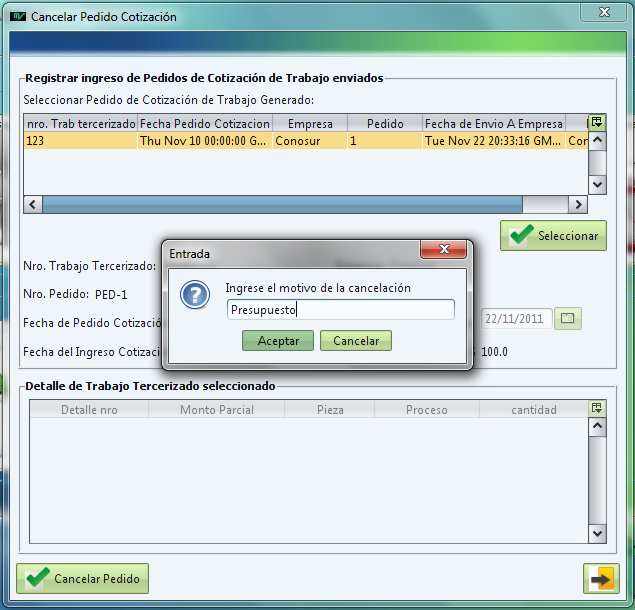 Cancelar Pedido Cotización
Registrar ingreso de Pedidos de Cotización de Trabajo enviados
Seleccionar Pedido de Cotización de Trabajo Generado:
nro. Trab tercerizado Fecha Pedido Cotizacion Empresa Pedido Fecha de Envio A Empresa
123 Thu Nov 10 00:00:00 G... Conosur 1 Tue Nov 22 20:33:16 GM... Con
Seleccionar
Entrada
Nro. Trabajo Tercerizado:
Ingrese el motivo de la cancelación
Nro. Pedido: PED-1
Presupuesto
Fecha de Pedido Cotizació 22/11/2011
Aceptar Cancelar
Fecha del Ingreso Cotizaci 100.0
Detalle de Trabajo Tercerizado seleccionado
Detalle nro Monto Parcial Pieza Proceso cantidad
Cancelar Pedido